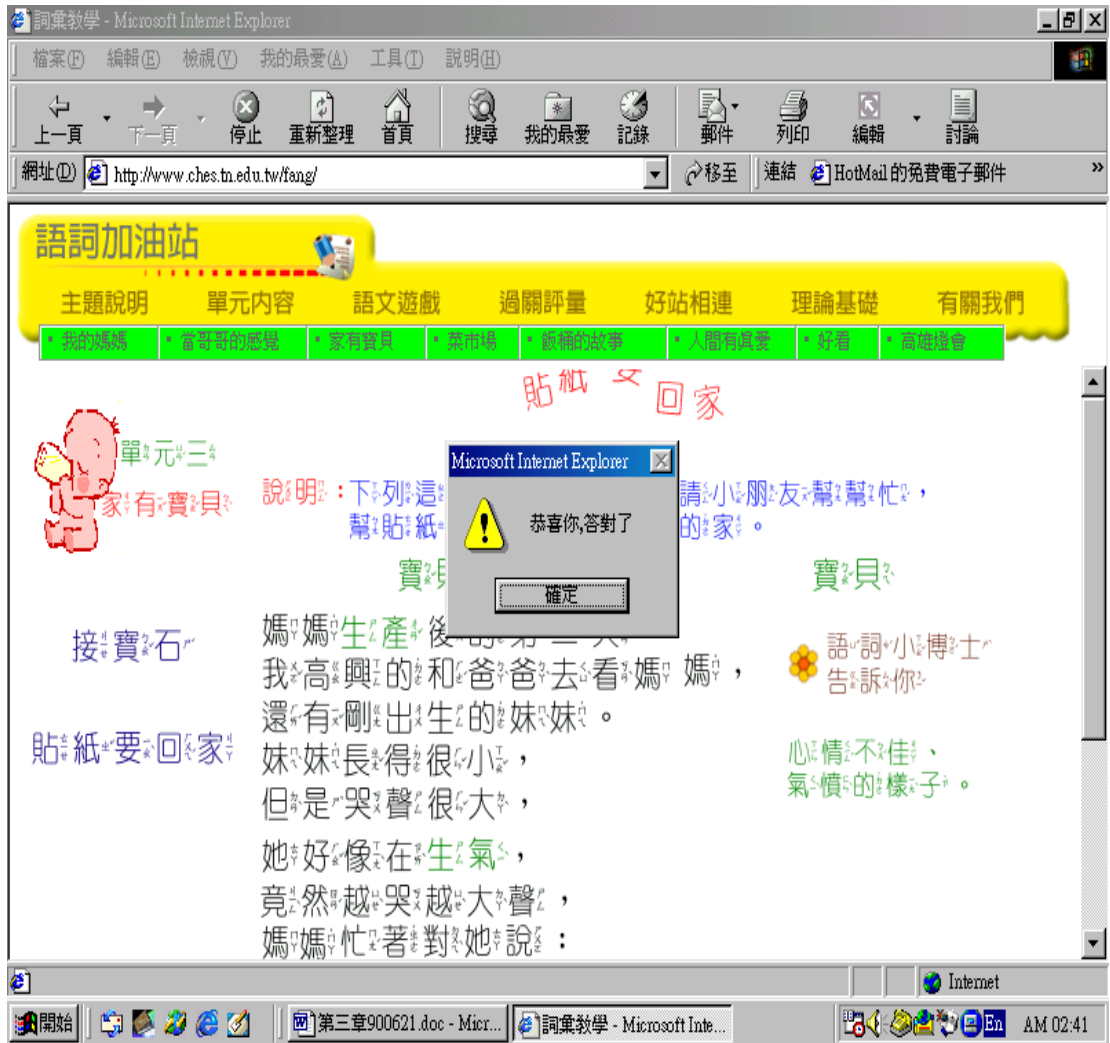 詞彙教學 - Microsoft Internet Explorer
檔案(F) 編輯(E) 檢視(V) 我的最愛(A) 工具(T) 說明(H)
上一頁 下一頁 停止 重新整理 首頁 搜尋 我的最愛 記錄 郵件 列印 編輯 討論
網址(D) http://www.ches.tn.edu.tw/fang/ 移至 連結 HotMail 的免費電子郵件 »
語詞加油站
主題說明 單元內容 語文遊戲 過關評量 好站相連 理論基礎 有關我們
我的媽媽 當哥哥的感覺 家有寶貝 菜市場 飯桶的故事 人間有真愛 好看 高雄燈會
貼紙要回家
單元三
家有寶貝
說明:下列這 請小朋友幫幫忙,
幫貼紙 的家。
Microsoft Internet Explorer
恭喜你,答對了
確定
寶 寶貝
接寶石
貼紙要回家
媽媽生產後
我高興的和爸爸去看媽 媽,
還有剛出生的妹妹。
妹妹長得很小,
但是哭聲很大,
她好像在生氣,
竟然越哭越大聲,
媽媽忙著對她說:
語詞小博士
告訴你
心情不佳、
氣憤的樣子。
Internet
開始 第三章900621.doc - Micr... 詞彙教學 - Microsoft Inte... En AM 02:41